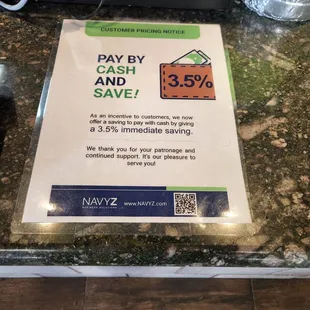 CUSTOMER PRICING NOTICE
PAY BY
CASH
AND
SAVE!
3.5%
As an incentive to customers, we now
offer a saving to pay with cash by giving
a 3.5% immediate saving.
We thank you for your patronage and
continued support. It's our pleasure to
serve you!
NAVYZ
www.NAVYZ.com